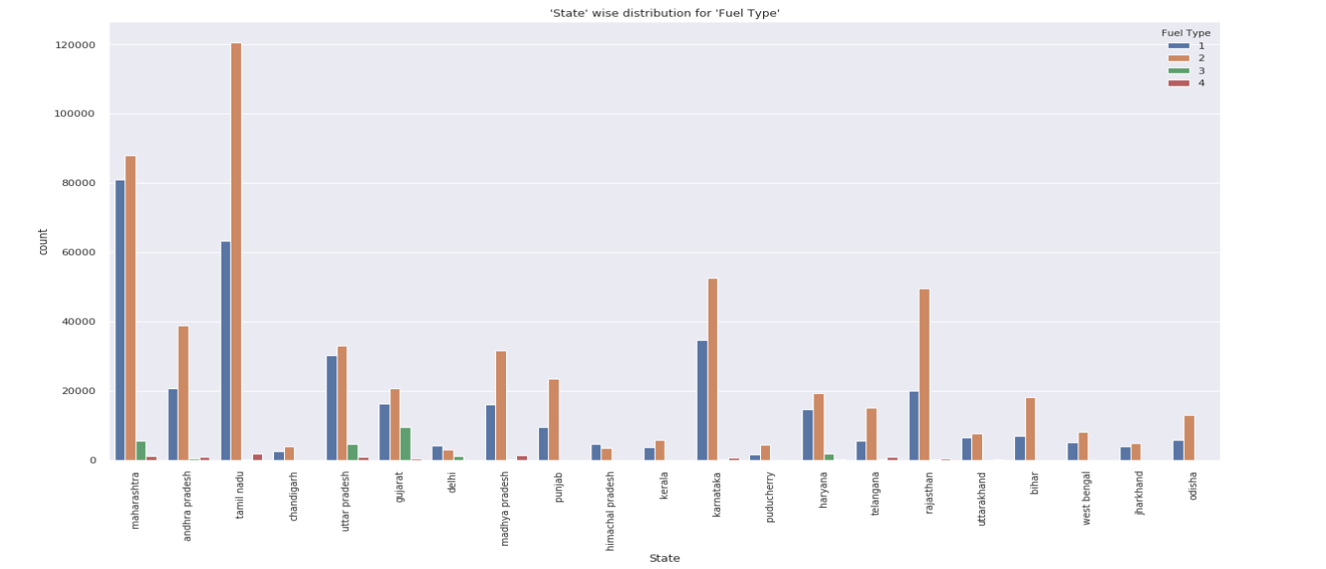 'State' wise distribution for 'Fuel Type'
Fuel Type
1
2
3
4
120000
100000
80000
60000
40000
20000
0
count
maharashtra
andhra pradesh
tamil nadu
chandigarh
uttar pradesh
gujarat
delhi
madhya pradesh
punjab
himachal pradesh
kerala
karnataka
puducherry
haryana
telangana
rajasthan
uttarakhand
bihar
west bengal
jharkhand
odisha
State